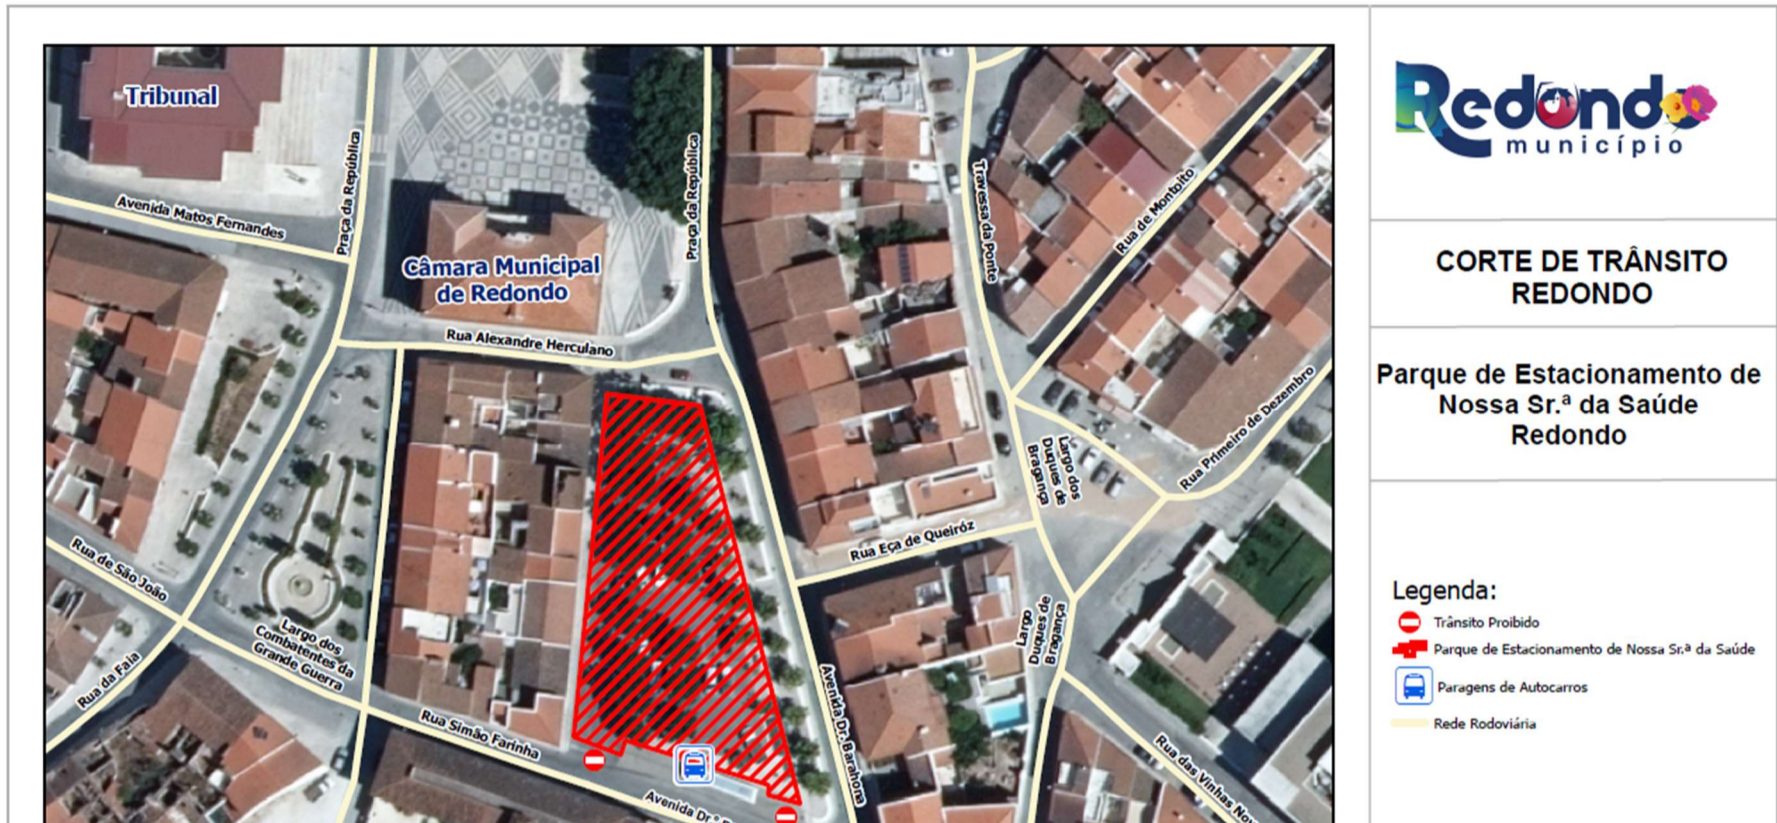 Tribunal
Praça da República
Praça da República
Avenida Matos Fernandes
Câmara Municipal
de Redondo
Rua Alexandre Herculano
Travessa da Ponte
Rua de Montoito
Rua Primeiro de Dezembro
Largo dos
Duques de
Bragança
Rua Eça de Queiróz
Rua de São João
Largo dos
Combatentes da
Grande Guerra
Rua da Faia
Rua Simão Farinha
Avenida Dr.º
Avenida Dr. Barahona
Largo
Duques de
Bragança
Rua das Vinhas
Redondo
município
CORTE DE TRÂNSITO
REDONDO
Parque de Estacionamento de
Nossa Sr.ª da Saúde
Redondo
Legenda:
Trânsito Proibido
Parque de Estacionamento de Nossa Sr.ª da Saúde
Paragens de Autocarros
Rede Rodoviária